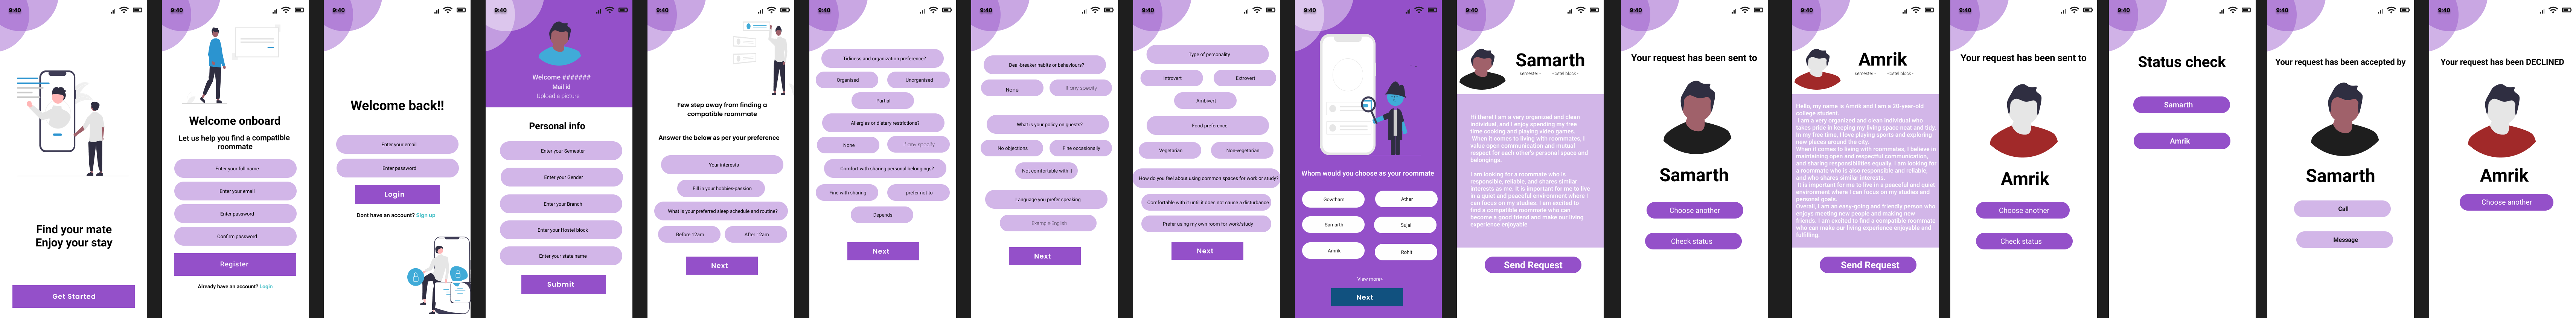 9:40
Find your mate
Enjoy your stay
Get Started
9:40
Welcome onboard
Let us help you find a compatible
roommate
Enter your full name
Enter your email
Enter password
Confirm password
Register
Already have an account? Login
9:40
Welcome back!!
Enter your email
Enter password
Login
Dont have an account? Sign up
9:40
Welcome #######
Mail id
Upload a picture
Personal info
Enter your Semester
Enter your Gender
Enter your Branch
Enter your Hostel block
Enter your state name
Submit
9:40
Few step away from finding a
compatible roommate
Answer the below as per your preference
Your interests
Fill in your hobbies-passion
What is your preferred sleep schedule and routine?
Before 12am
After 12am
Next
9:40
Tidiness and organization preference?
Organised
Unorganised
Partial
Allergies or dietary restrictions?
None
If any specify
Comfort with sharing personal belongings?
Fine with sharing
prefer not to
Depends
Next
9:40
Deal-breaker habits or behaviours?
None
If any specify
What is your policy on guests?
No objections
Fine occasionally
Not comfortable with it
Language you prefer speaking
Example:English
Next
9:40
Type of personality
Introvert
Extrovert
Ambivert
Food preference
Vegetarian
Non-vegetarian
How do you feel about using common spaces for work or study?
Comfortable with it until it does not cause a disturbance
Prefer using my own room for work/study
Next
9:40
Whom would you choose as your roommate
Gowtham
Athar
Samarth
Sujal
Amrik
Rohit
View more>
Next
9:40
Samarth
semester -
Hostel block -
Hi there! I am a very organized and clean
individual, and I enjoy spending my free
time cooking and playing video games.
When it comes to living with roommates, I
value open communication and mutual
respect for each other's personal space and
belongings.
I am looking for a roommate who is
responsible, reliable, and shares similar
interests as me. It is important for me to live
in a quiet and peaceful environment where I
can focus on my studies. I am excited to
find a compatible roommate who can
become a good friend and make our living
experience enjoyable
Send Request
9:40
Your request has been sent to
Samarth
Choose another
Check status
9:40
Amrik
semester -
Hostel block -
Hello, my name is Amrik and I am a 20-year-old
college student.
I am a very organized and clean individual who
takes pride in keeping my living space neat and tidy.
In my free time, I love playing sports and exploring
new places around the city.
When it comes to living with roommates, I believe in
maintaining open and respectful communication,
and sharing responsibilities equally. I am looking for
a roommate who is also responsible and reliable,
and who shares similar interests.
It is important for me to live in a peaceful and quiet
environment where I can focus on my studies and
personal goals.
Overall, I am an easy-going and friendly person who
enjoys meeting new people and making new
friends. I am excited to find a compatible roommate
who can make our living experience enjoyable and
fulfilling.
Send Request
9:40
Your request has been sent to
Amrik
Choose another
Check status
9:40
Status check
Samarth
Amrik
9:40
Your request has been accepted by
Samarth
Call
Message
9:40
Your request has been DECLINED
Amrik
Choose another